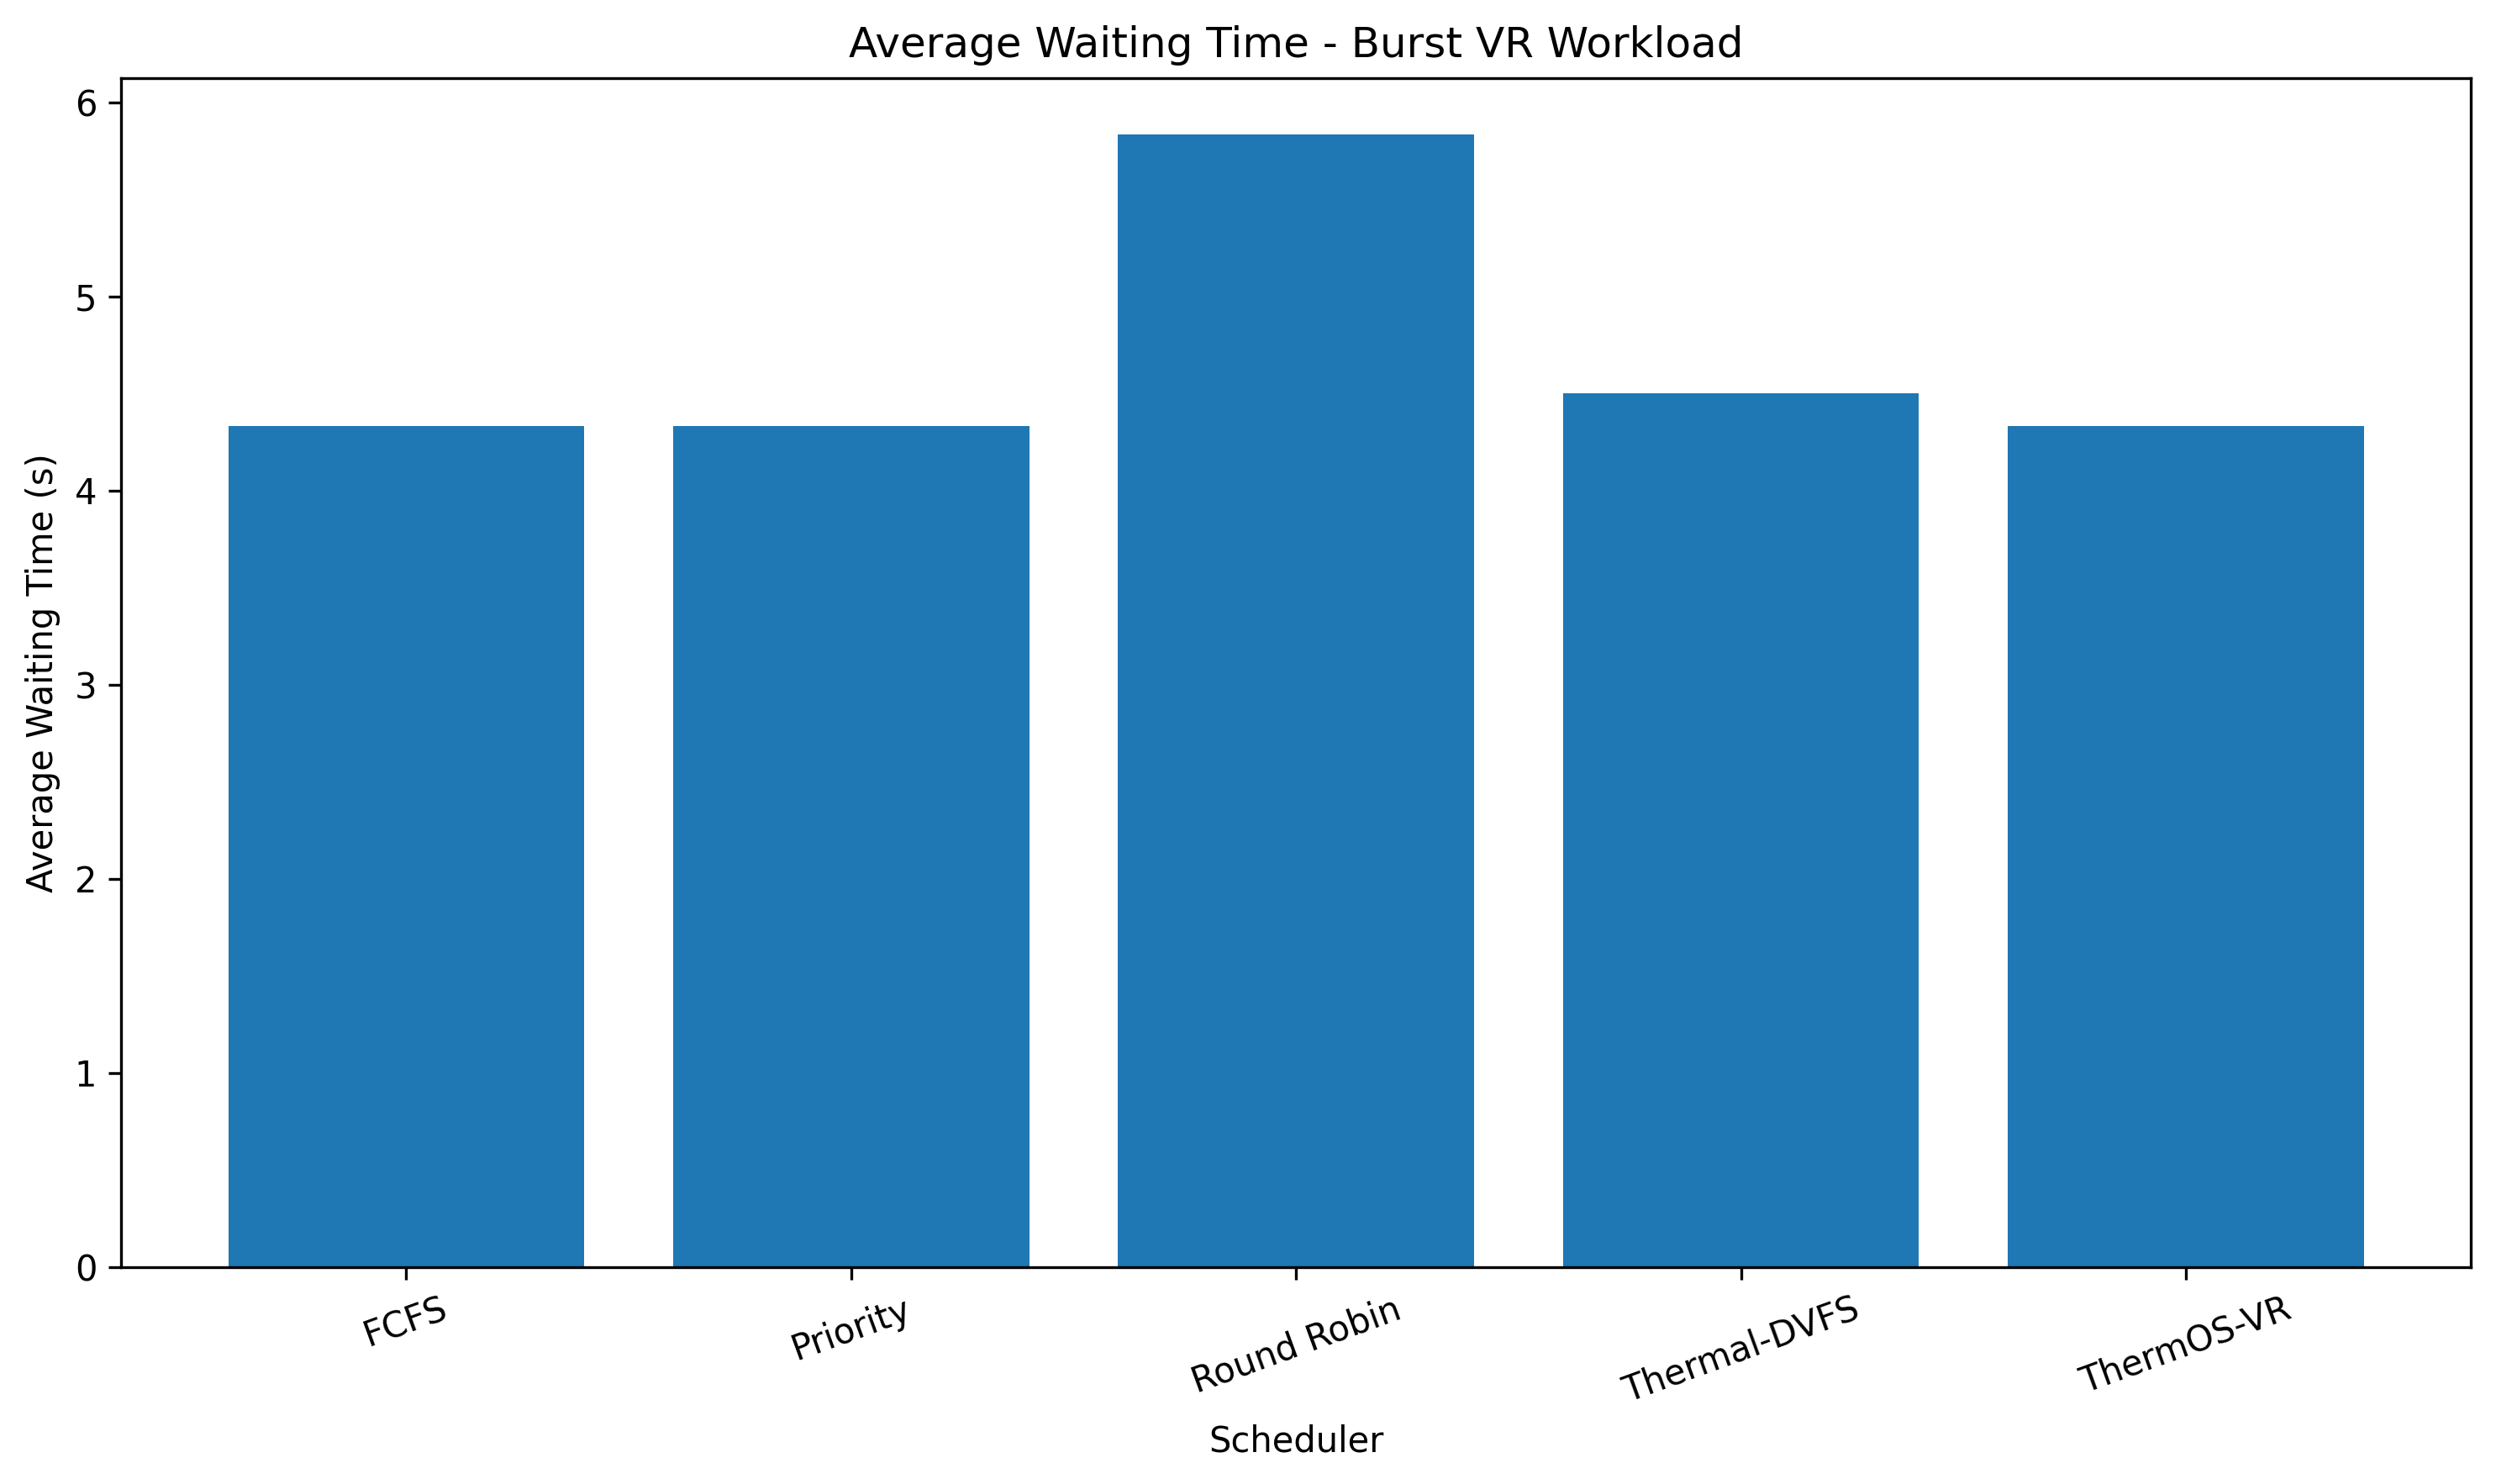 Average Waiting Time - Burst VR Workload
Average Waiting Time (s)
6
5
4
3
2
1
0
FCFS
Priority
Round Robin
Thermal-DVFS
ThermOS-VR
Scheduler